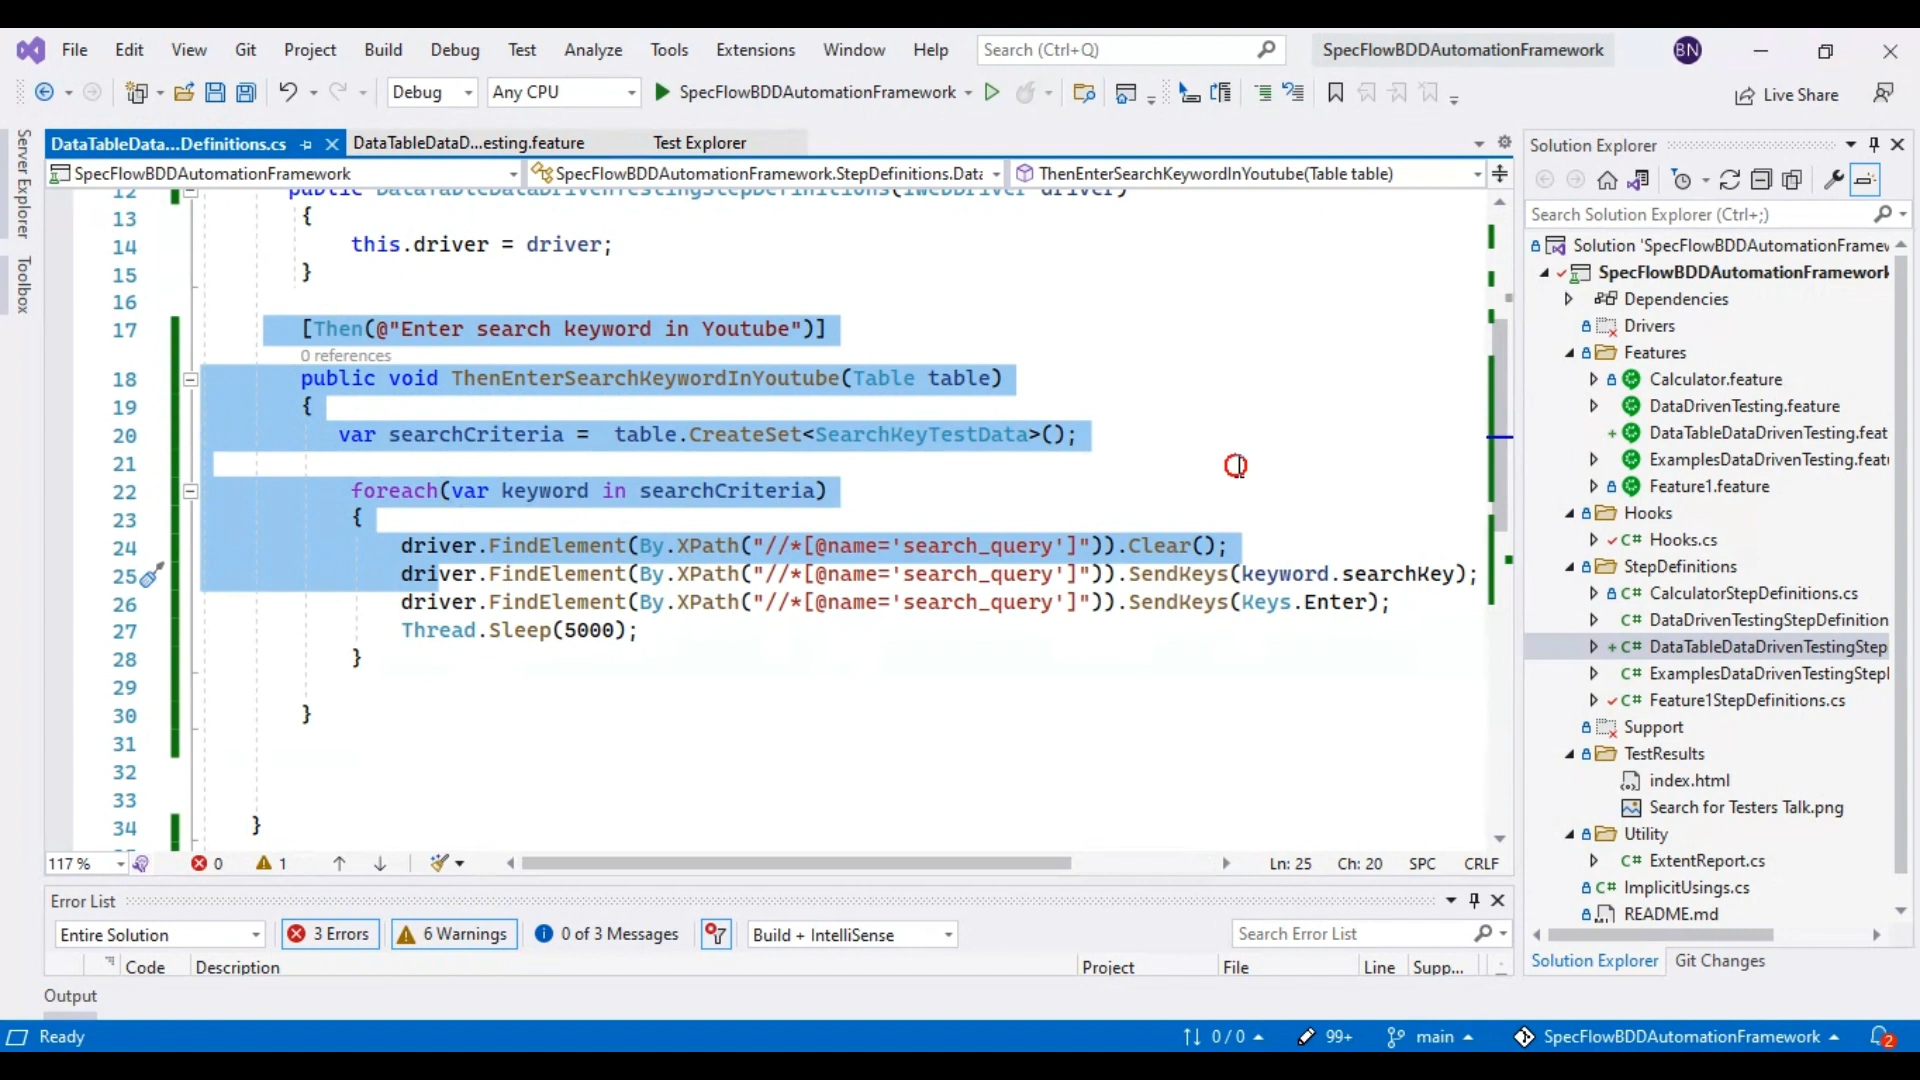 File Edit View Git Project Build Debug Test Analyze Tools Extensions Window Help Search (Ctrl+Q) SpecFlowBDDAutomationFramework BN
Debug Any CPU SpecFlowBDDAutomationFramework Live Share
Server Explorer
Toolbox
DataTableData...Definitions.cs DataTableDataD...esting.feature Test Explorer
SpecFlowBDDAutomationFramework SpecFlowBDDAutomationFramework.StepDefinitions.Data ThenEnterSearchKeywordInYoutube(Table table)
12 public DataTableDataDrivenTestingStepDefinitions(IWebDriver driver)
13 {
14 this.driver = driver;
15 }
16
17 [Then(@"Enter search keyword in Youtube")]
0 references
18 public void ThenEnterSearchKeywordInYoutube(Table table)
19 {
20 var searchCriteria = table.CreateSet<SearchKeyTestData>();
21
22 foreach(var keyword in searchCriteria)
23 {
24 driver.FindElement(By.XPath("//*[@name='search_query']")).Clear();
25 driver.FindElement(By.XPath("//*[@name='search_query']")).SendKeys(keyword.searchKey);
26 driver.FindElement(By.XPath("//*[@name='search_query']")).SendKeys(Keys.Enter);
27 Thread.Sleep(5000);
28 }
29
30 }
31
32
33
34 }
117 % 0 1 Ln: 25 Ch: 20 SPC CRLF
Error List
Entire Solution 3 Errors 6 Warnings 0 of 3 Messages Build + IntelliSense Search Error List
Code Description Project File Line Supp...
Output
Solution Explorer
Search Solution Explorer (Ctrl+;)
Solution 'SpecFlowBDDAutomationFramew
SpecFlowBDDAutomationFramework
Dependencies
Drivers
Features
Calculator.feature
DataDrivenTesting.feature
DataTableDataDrivenTesting.feat
ExamplesDataDrivenTesting.featu
Feature1.feature
Hooks
C# Hooks.cs
StepDefinitions
C# CalculatorStepDefinitions.cs
C# DataDrivenTestingStepDefinition
C# DataTableDataDrivenTestingStep
C# ExamplesDataDrivenTestingStepI
C# Feature1StepDefinitions.cs
Support
TestResults
index.html
Search for Testers Talk.png
Utility
C# ExtentReport.cs
C# ImplicitUsings.cs
README.md
Solution Explorer Git Changes
Ready 0 / 0 99+ main SpecFlowBDDAutomationFramework 2